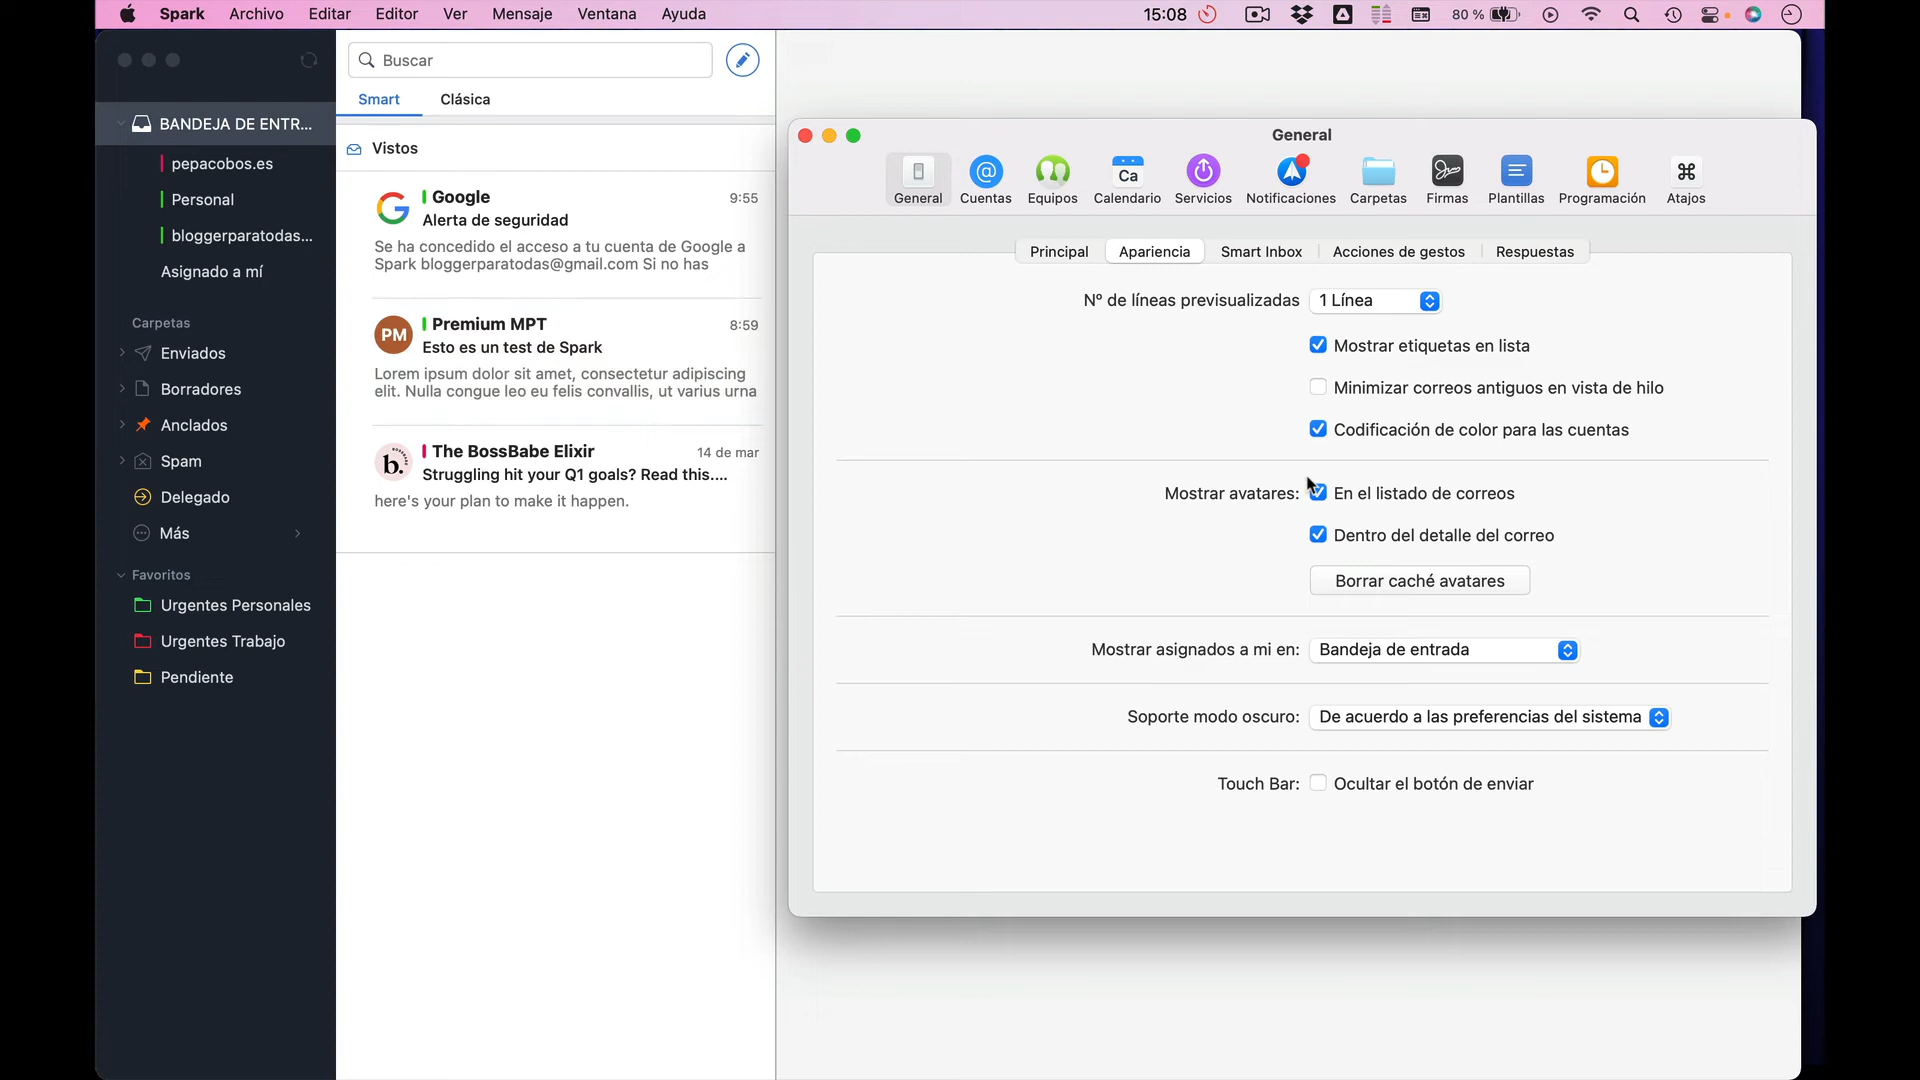 Spark Archivo Editar Editor Ver Mensaje Ventana Ayuda 15:08 80 %
Buscar
Smart Clásica
BANDEJA DE ENTR...
pepacobos.es
Personal
bloggerparatodas...
Asignado a mí
Carpetas
Enviados
Borradores
Anclados
Spam
Delegado
Más
Favoritos
Urgentes Personales
Urgentes Trabajo
Pendiente
Vistos
Google 9:55
Alerta de seguridad
Se ha concedido el acceso a tu cuenta de Google a
Spark bloggerparatodas@gmail.com Si no has
PM
Premium MPT 8:59
Esto es un test de Spark
Lorem ipsum dolor sit amet, consectetur adipiscing
elit. Nulla congue leo eu felis convallis, ut varius urna
b.
The BossBabe Elixir 14 de mar
Struggling hit your Q1 goals? Read this....
here's your plan to make it happen.
General
Ca
General Cuentas Equipos Calendario Servicios Notificaciones Carpetas Firmas Plantillas Programación Atajos
Principal Apariencia Smart Inbox Acciones de gestos Respuestas
Nº de líneas previsualizadas 1 Línea
Mostrar etiquetas en lista
Minimizar correos antiguos en vista de hilo
Codificación de color para las cuentas
Mostrar avatares: En el listado de correos
Dentro del detalle del correo
Borrar caché avatares
Mostrar asignados a mi en: Bandeja de entrada
Soporte modo oscuro: De acuerdo a las preferencias del sistema
Touch Bar: Ocultar el botón de enviar